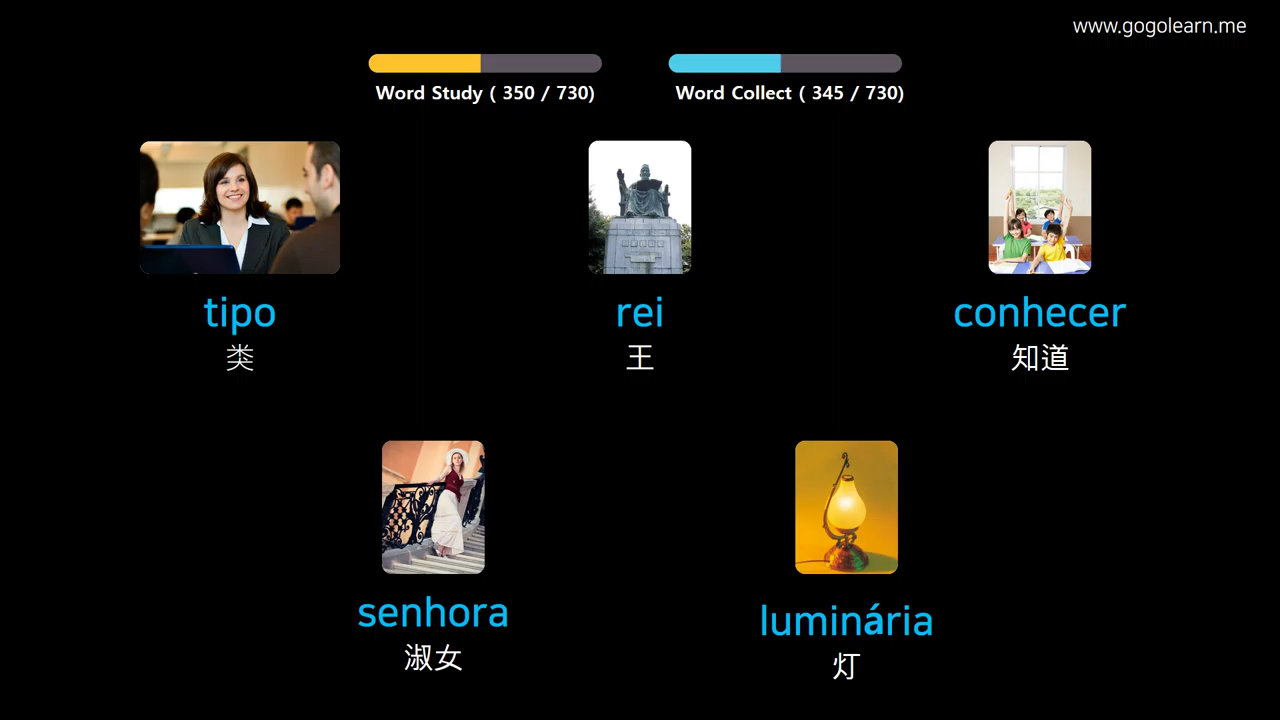 www.gogolearn.me
Word Study ( 350 / 730)
Word Collect ( 345 / 730)
tipo
类
rei
王
conhecer
知道
senhora
淑女
luminária
灯